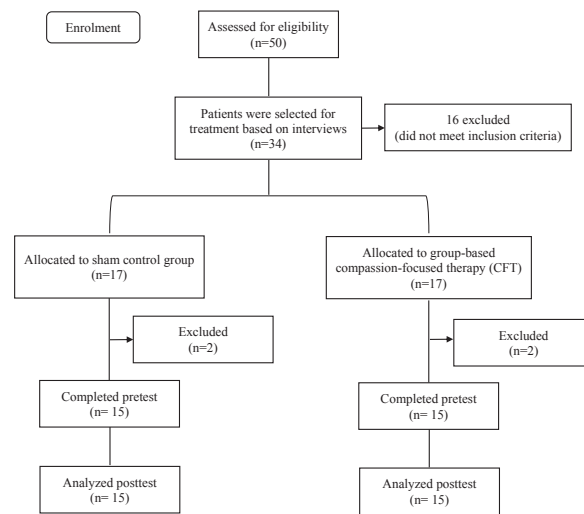 Enrolment
Assessed for eligibility
(n=50)
Patients were selected for
treatment based on interviews
(n=34)
16 excluded
(did not meet inclusion criteria)
Allocated to sham control group
(n=17)
Allocated to group-based
compassion-focused therapy (CFT)
(n=17)
Excluded
(n=2)
Excluded
(n=2)
Completed pretest
(n= 15)
Completed pretest
(n= 15)
Analyzed posttest
(n= 15)
Analyzed posttest
(n= 15)